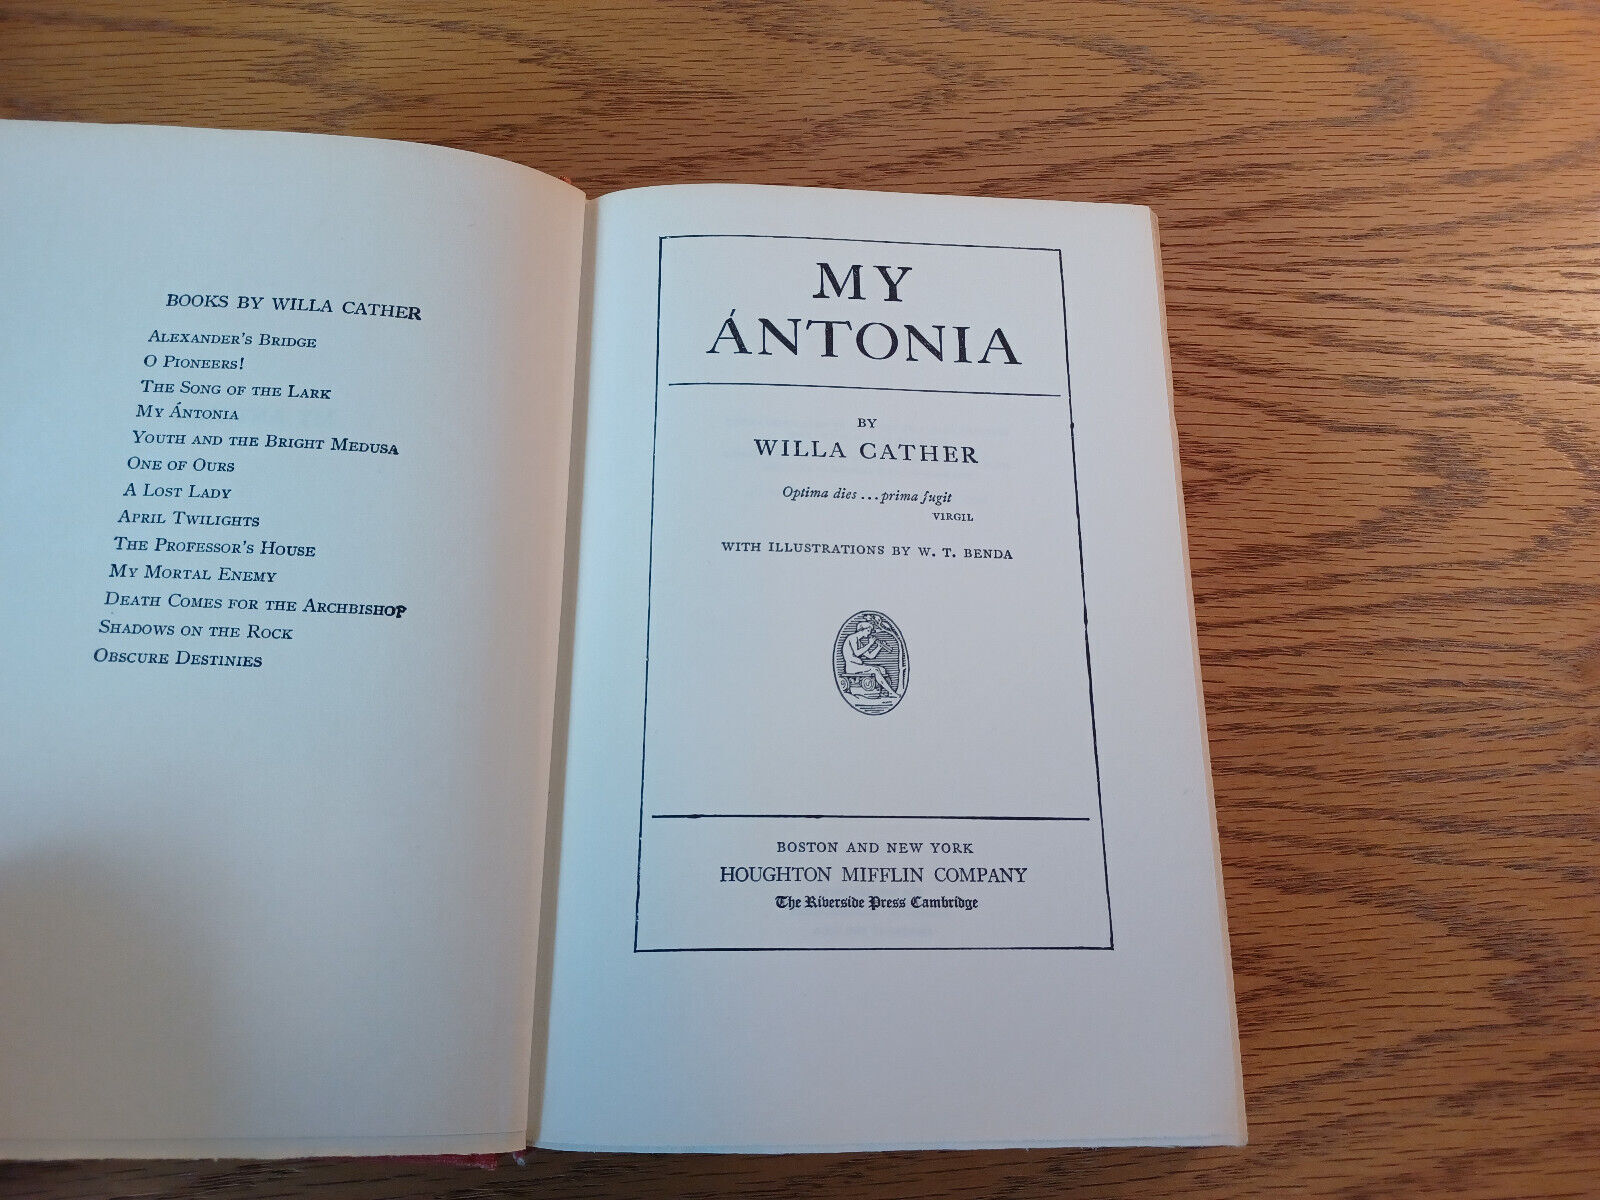 BOOKS BY WILLA CATHER
ALEXANDER'S BRIDGE
O PIONEERS!
THE SONG OF THE LARK
MY ÁNTONIA
YOUTH AND THE BRIGHT MEDUSA
ONE OF OURS
A LOST LADY
APRIL TWILIGHTS
THE PROFESSOR'S HOUSE
MY MORTAL ENEMY
DEATH COMES FOR THE ARCHBISHOP
SHADOWS ON THE ROCK
OBSCURE DESTINIES
MY
ÁNTONIA
BY
WILLA CATHER
Optima dies ... prima fugit
VIRGIL
WITH ILLUSTRATIONS BY W. T. BENDA
BOSTON AND NEW YORK
HOUGHTON MIFFLIN COMPANY
The Riverside Press Cambridge